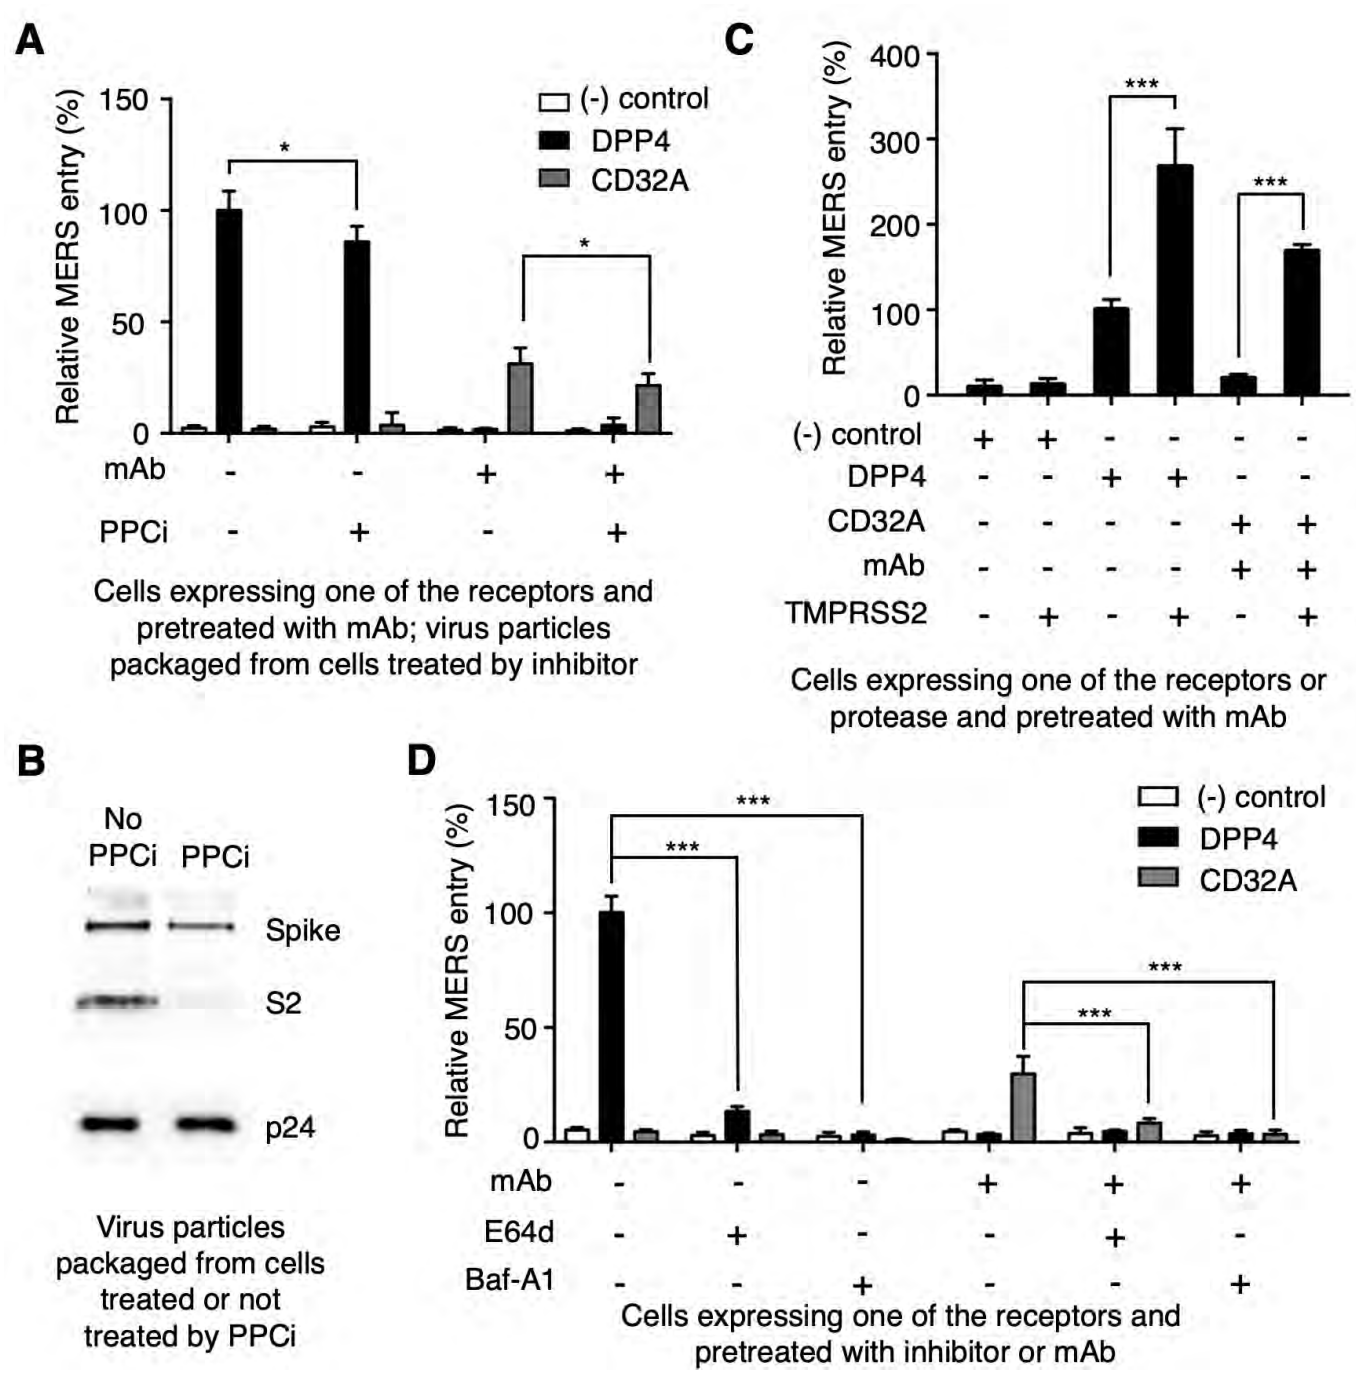 A
Relative MERS entry (%)
150
100
50
0
(-) control
DPP4
CD32A
*
*
mAb - - + +
PPCi - + - +
Cells expressing one of the receptors and
pretreated with mAb; virus particles
packaged from cells treated by inhibitor
C
Relative MERS entry (%)
400
300
200
100
0
***
***
(-) control + + - - - -
DPP4 - - + + - -
CD32A - - - - + +
mAb - - - - + +
TMPRSS2 - + - + - +
Cells expressing one of the receptors or
protease and pretreated with mAb
B
No
PPCi PPCi
Spike
S2
p24
Virus particles
packaged from cells
treated or not
treated by PPCi
D
Relative MERS entry (%)
150
100
50
0
(-) control
DPP4
CD32A
***
***
***
***
mAb - - - + + +
E64d - + - - + -
Baf-A1 - - + - - +
Cells expressing one of the receptors and
pretreated with inhibitor or mAb